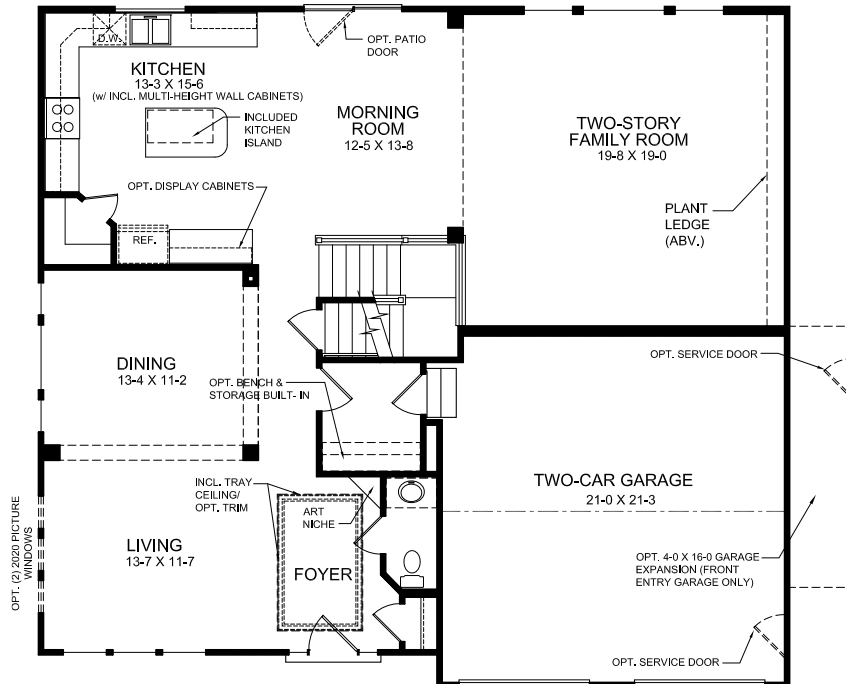 D.W.
OPT. PATIO
DOOR
KITCHEN
13-3 X 15-6
(w/ INCL. MULTI-HEIGHT WALL CABINETS)
INCLUDED
KITCHEN
ISLAND
MORNING
ROOM
12-5 X 13-8
TWO-STORY
FAMILY ROOM
19-8 X 19-0
OPT. DISPLAY CABINETS
REF.
PLANT
LEDGE
(ABV.)
DINING
13-4 X 11-2
OPT. BENCH &
STORAGE BUILT- IN
OPT. SERVICE DOOR
INCL. TRAY
CEILING/
OPT. TRIM
ART
NICHE
TWO-CAR GARAGE
21-0 X 21-3
OPT. (2) 2020 PICTURE
WINDOWS
LIVING
13-7 X 11-7
FOYER
OPT. 4-0 X 16-0 GARAGE
EXPANSION (FRONT
ENTRY GARAGE ONLY)
OPT. SERVICE DOOR